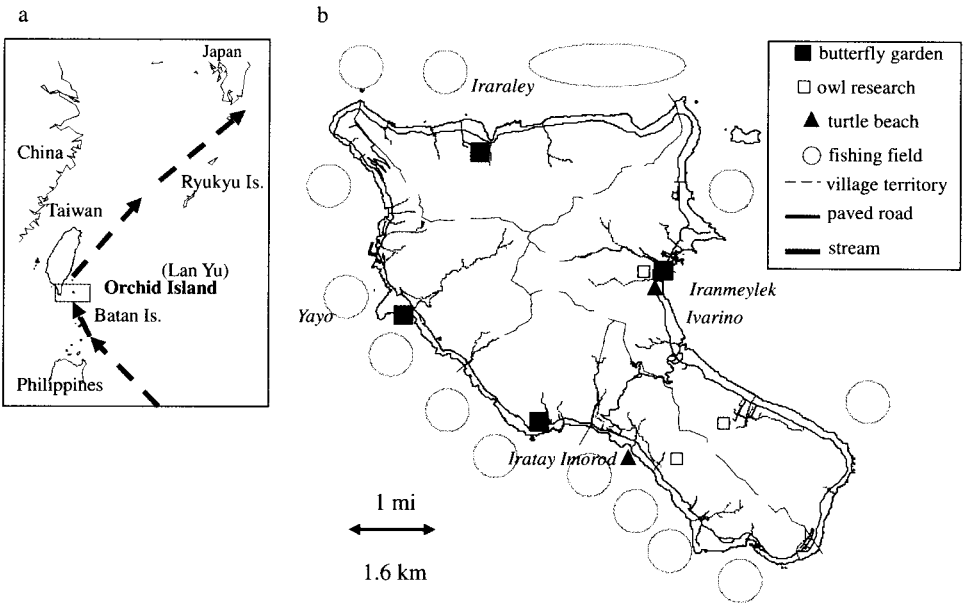 a
Japan
China
Ryukyu Is.
Taiwan
(Lan Yu)
Orchid Island
Batan Is.
Philippines
b
Iraraley
Iranmeylek
Ivarino
Yayo
Iratay Imorod
1 mi
1.6 km
butterfly garden
owl research
turtle beach
fishing field
village territory
paved road
stream